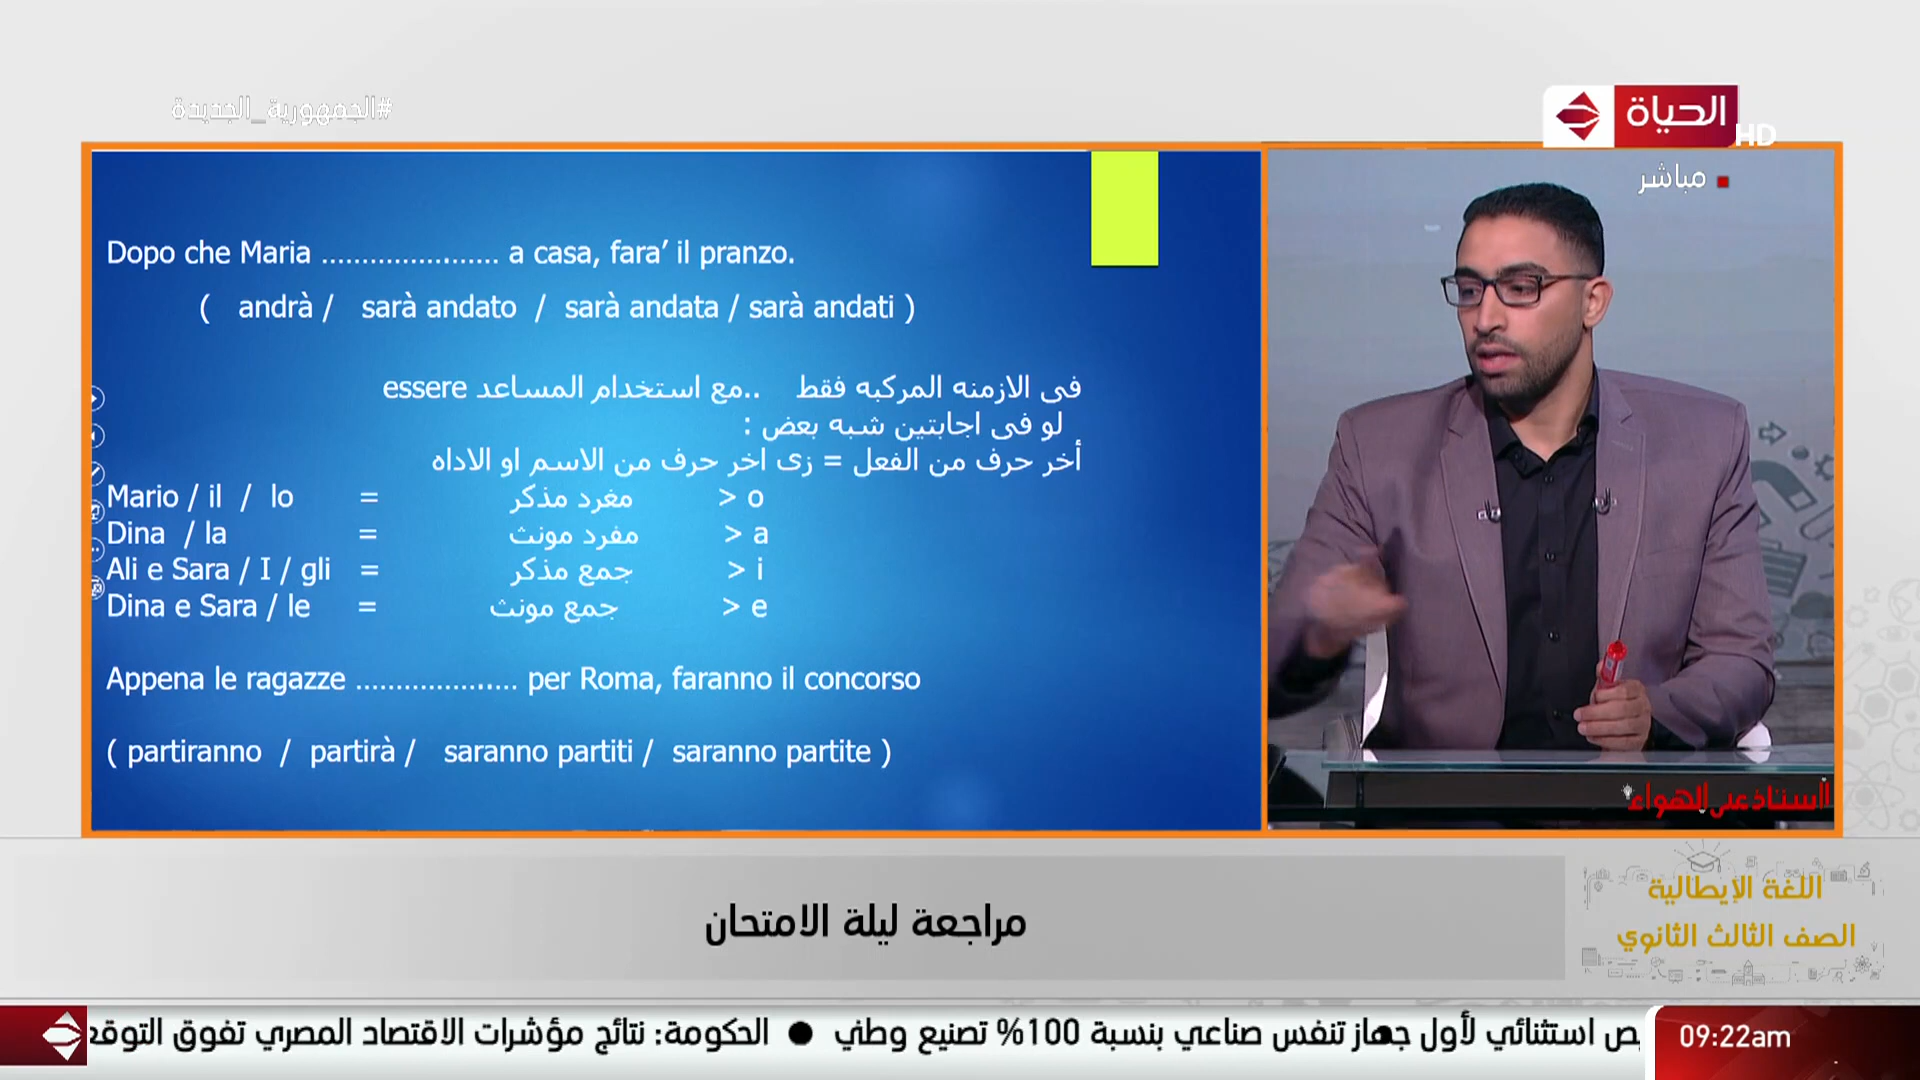 #الجمهورية_الجديدة
الحياة
HD
مباشر
Dopo che Maria ...................... a casa, fara’ il pranzo.
( andrà / sarà andato / sarà andata / sarà andati )
فى الازمنه المركبه فقط ..مع استخدام المساعد essere
لو فى اجابتين شبه بعض :
أخر حرف من الفعل = زى اخر حرف من الاسم او الاداه
Mario / il / lo = مغرد مذكر > o
Dina / la = مفرد مونث > a
Ali e Sara / I / gli = جمع مذكر > i
Dina e Sara / le = جمع مونث > e
Appena le ragazze .................... per Roma, faranno il concorso
( partiranno / partirà / saranno partiti / saranno partite )
أستاذ على الهواء
اللغة الإيطالية
الصف الثالث الثانوي
مراجعة ليلة الامتحان
استثنائي لأول جهاز تنفس صناعي بنسبة 100% تصنيع وطني ● الحكومة: نتائج مؤشرات الاقتصاد المصري تفوق
09:22am